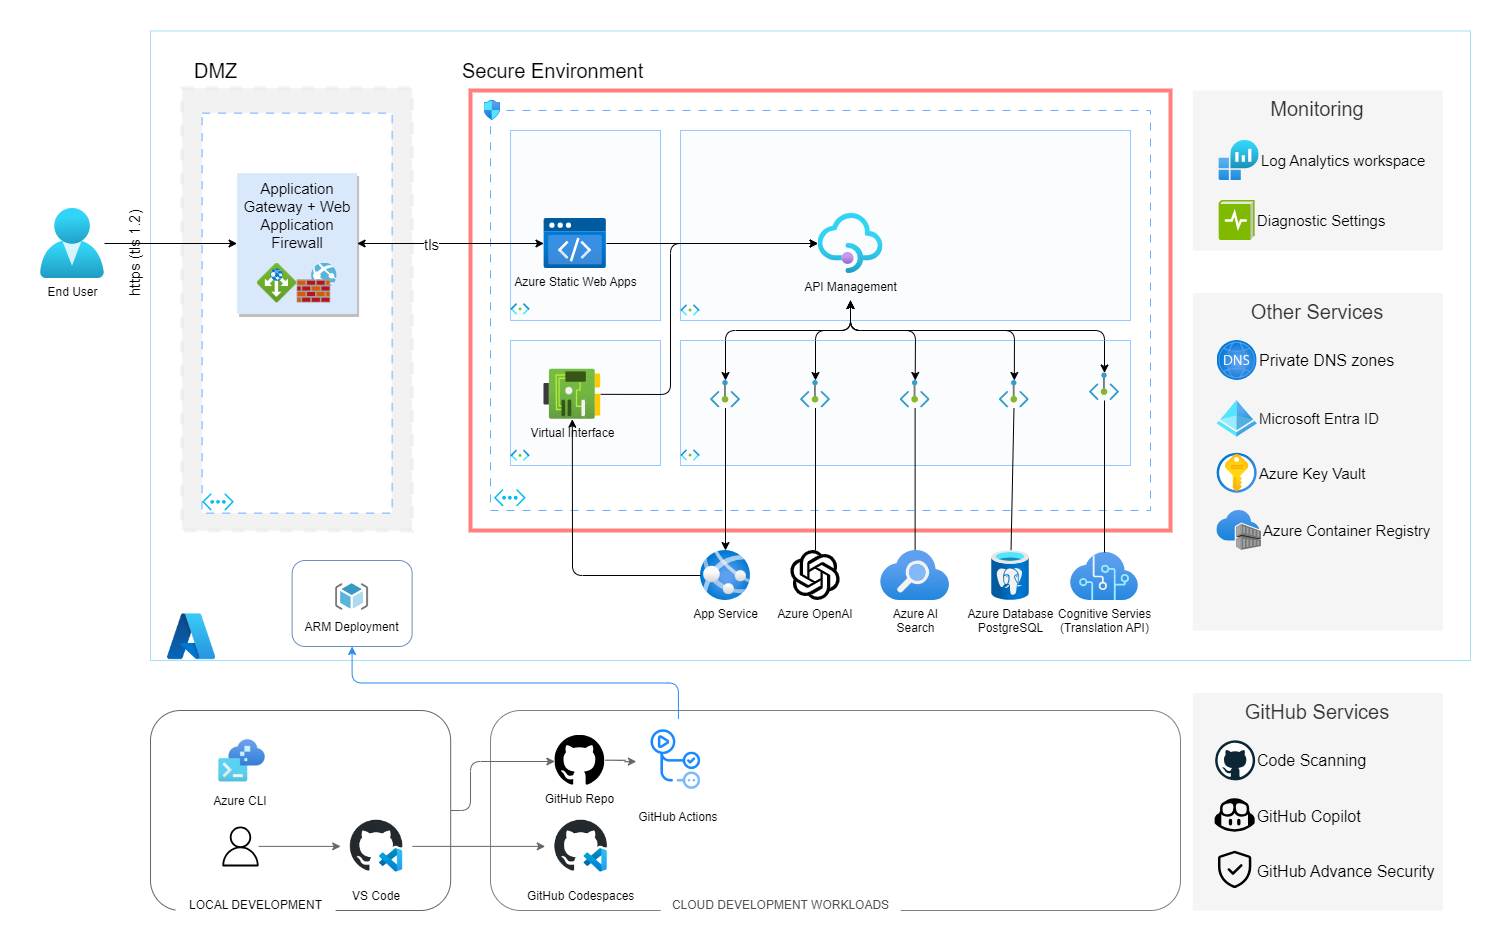 DMZ
Secure Environment
Monitoring
Log Analytics workspace
Diagnostic Settings
Application
Gateway + Web
Application
Firewall
https (tls 1.2)
End User
tls
Azure Static Web Apps
API Management
Virtual Interface
Other Services
DNS
Private DNS zones
Microsoft Entra ID
Azure Key Vault
Azure Container Registry
App Service
Azure OpenAI
Azure AI
Search
Azure Database
PostgreSQL
Cognitive Servies
(Translation API)
ARM Deployment
Azure CLI
VS Code
LOCAL DEVELOPMENT
GitHub Repo
GitHub Actions
GitHub Codespaces
CLOUD DEVELOPMENT WORKLOADS
GitHub Services
Code Scanning
GitHub Copilot
GitHub Advance Security